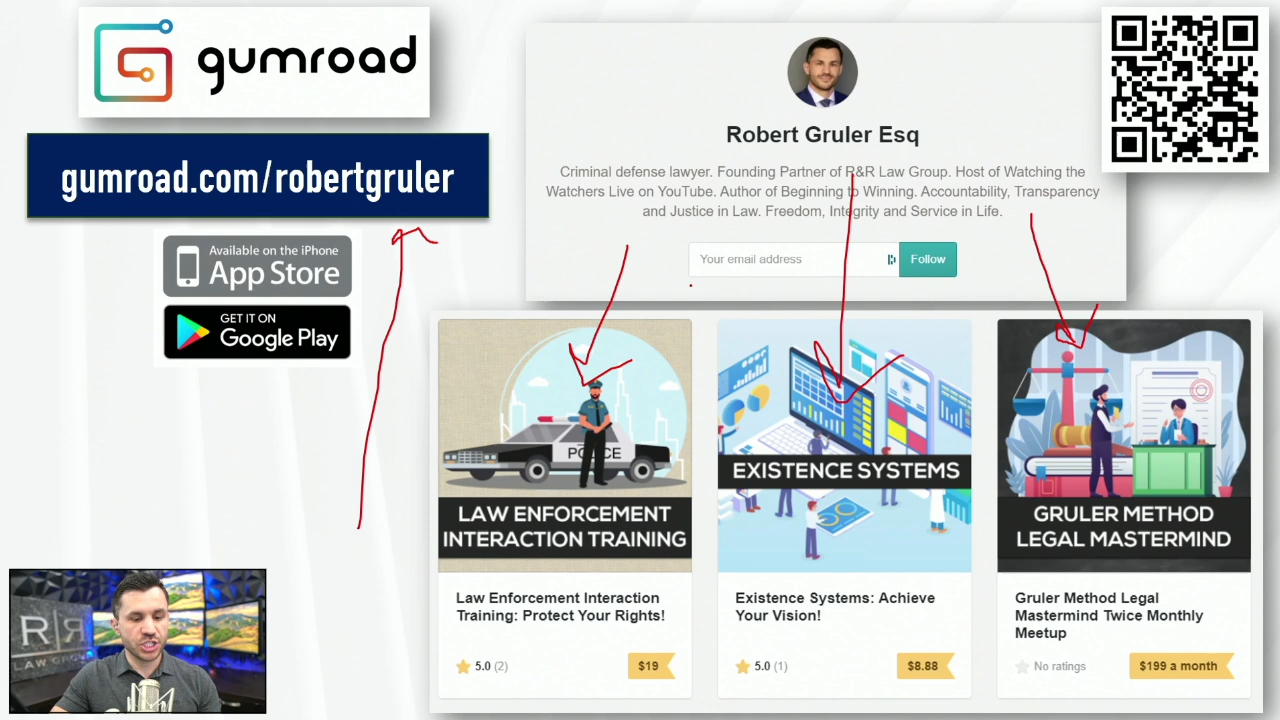 gumroad
gumroad.com/robertgruler
Available on the iPhone
App Store
GET IT ON
Google Play
Robert Gruler Esq
Criminal defense lawyer. Founding Partner of R&R Law Group. Host of Watching the
Watchers Live on YouTube. Author of Beginning to Winning. Accountability, Transparency
and Justice in Law. Freedom, Integrity and Service in Life.
Your email address
Follow
POLICE
LAW ENFORCEMENT
INTERACTION TRAINING
Law Enforcement Interaction
Training: Protect Your Rights!
5.0 (2)
$19
EXISTENCE SYSTEMS
Existence Systems: Achieve
Your Vision!
5.0 (1)
$8.88
GRULER METHOD
LEGAL MASTERMIND
Gruler Method Legal
Mastermind Twice Monthly
Meetup
No ratings
$199 a month
R|R
LAW GROUP